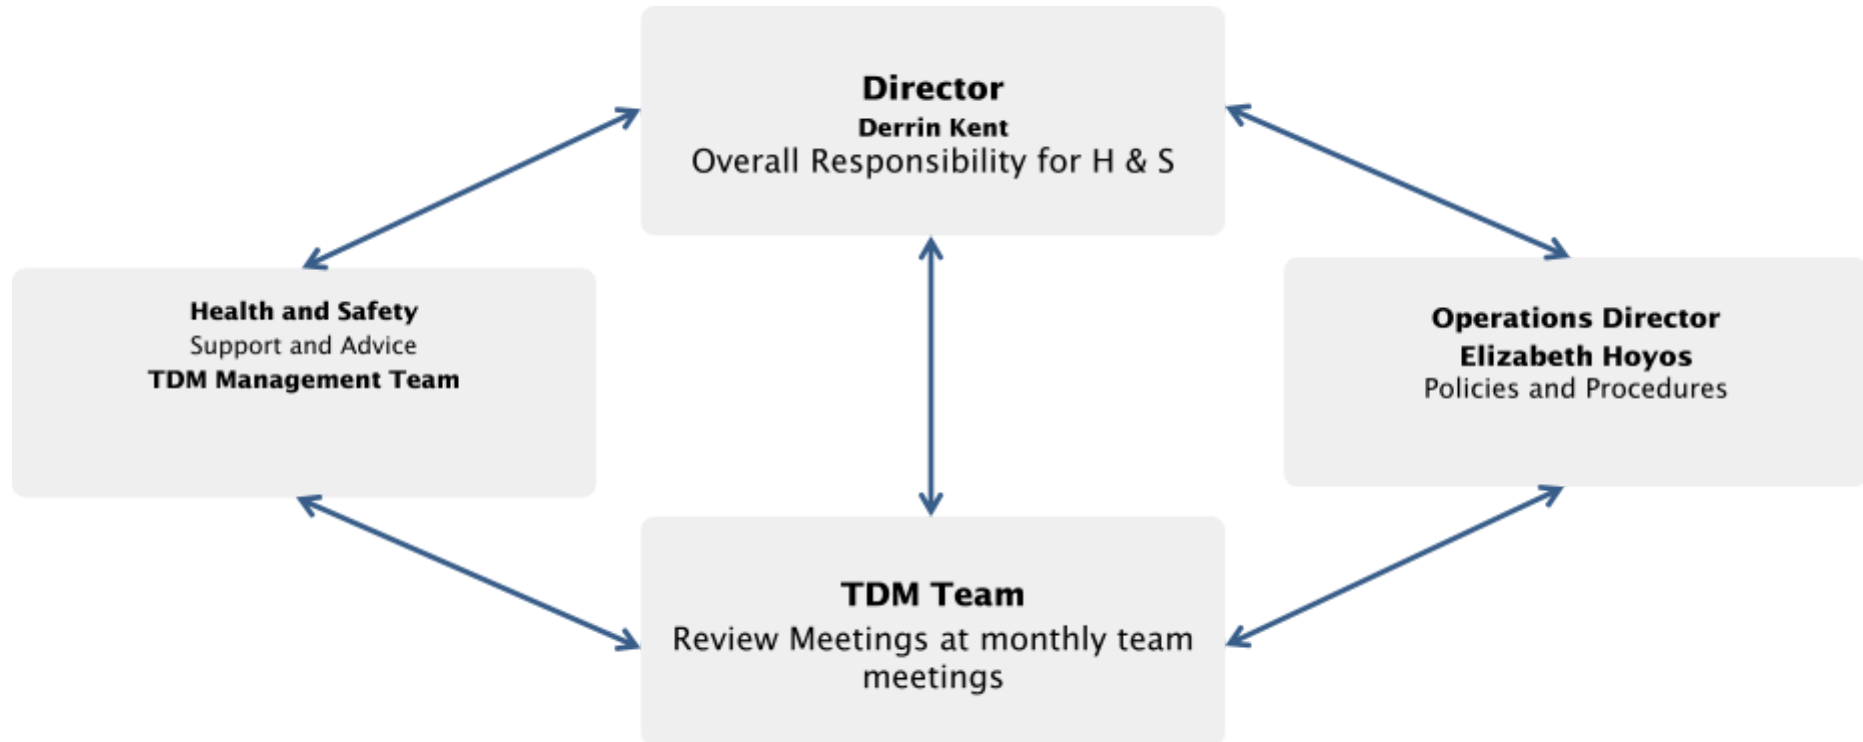 Director
Derrin Kent
Overall Responsibility for H & S
Health and Safety
Support and Advice
TDM Management Team
Operations Director
Elizabeth Hoyos
Policies and Procedures
TDM Team
Review Meetings at monthly team
meetings